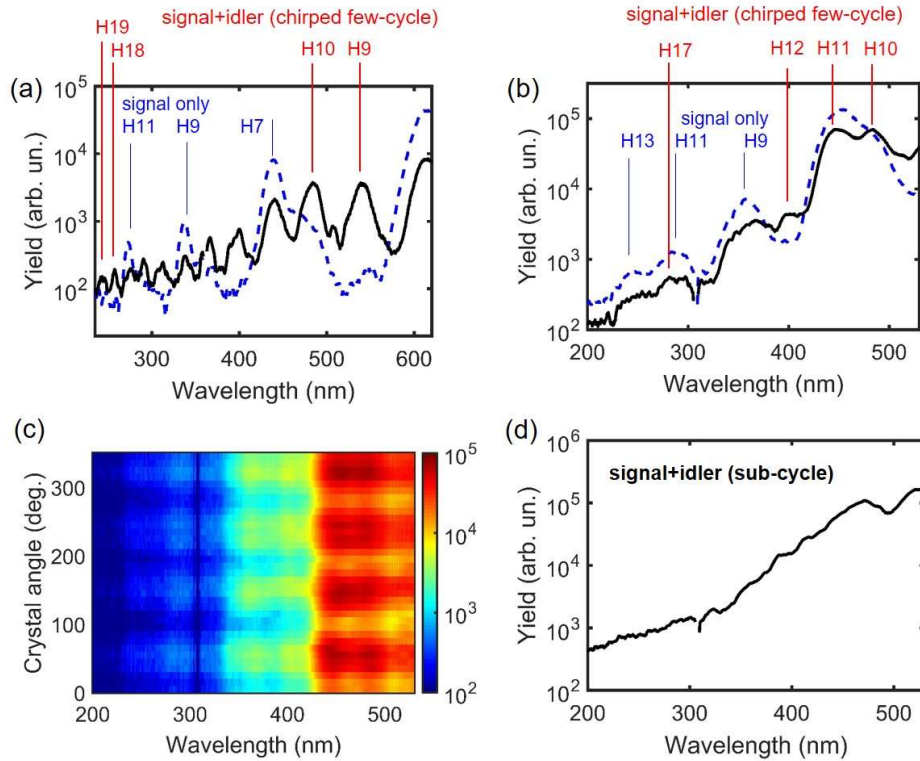 signal+idler (chirped few-cycle)
H19
H18
H10
H9
(a)
signal only
H11
H9
H7
10^5
10^4
10^3
10^2
Yield (arb. un.)
300
400
500
600
Wavelength (nm)
signal+idler (chirped few-cycle)
H17
H12
H11
H10
(b)
signal only
H13
H11
H9
10^5
10^4
10^3
10^2
Yield (arb. un.)
200
300
400
500
Wavelength (nm)
(c)
300
200
100
0
Crystal angle (deg.)
200
300
400
500
Wavelength (nm)
10^5
10^4
10^3
10^2
(d)
signal+idler (sub-cycle)
10^6
10^5
10^4
10^3
10^2
Yield (arb. un.)
200
300
400
500
Wavelength (nm)